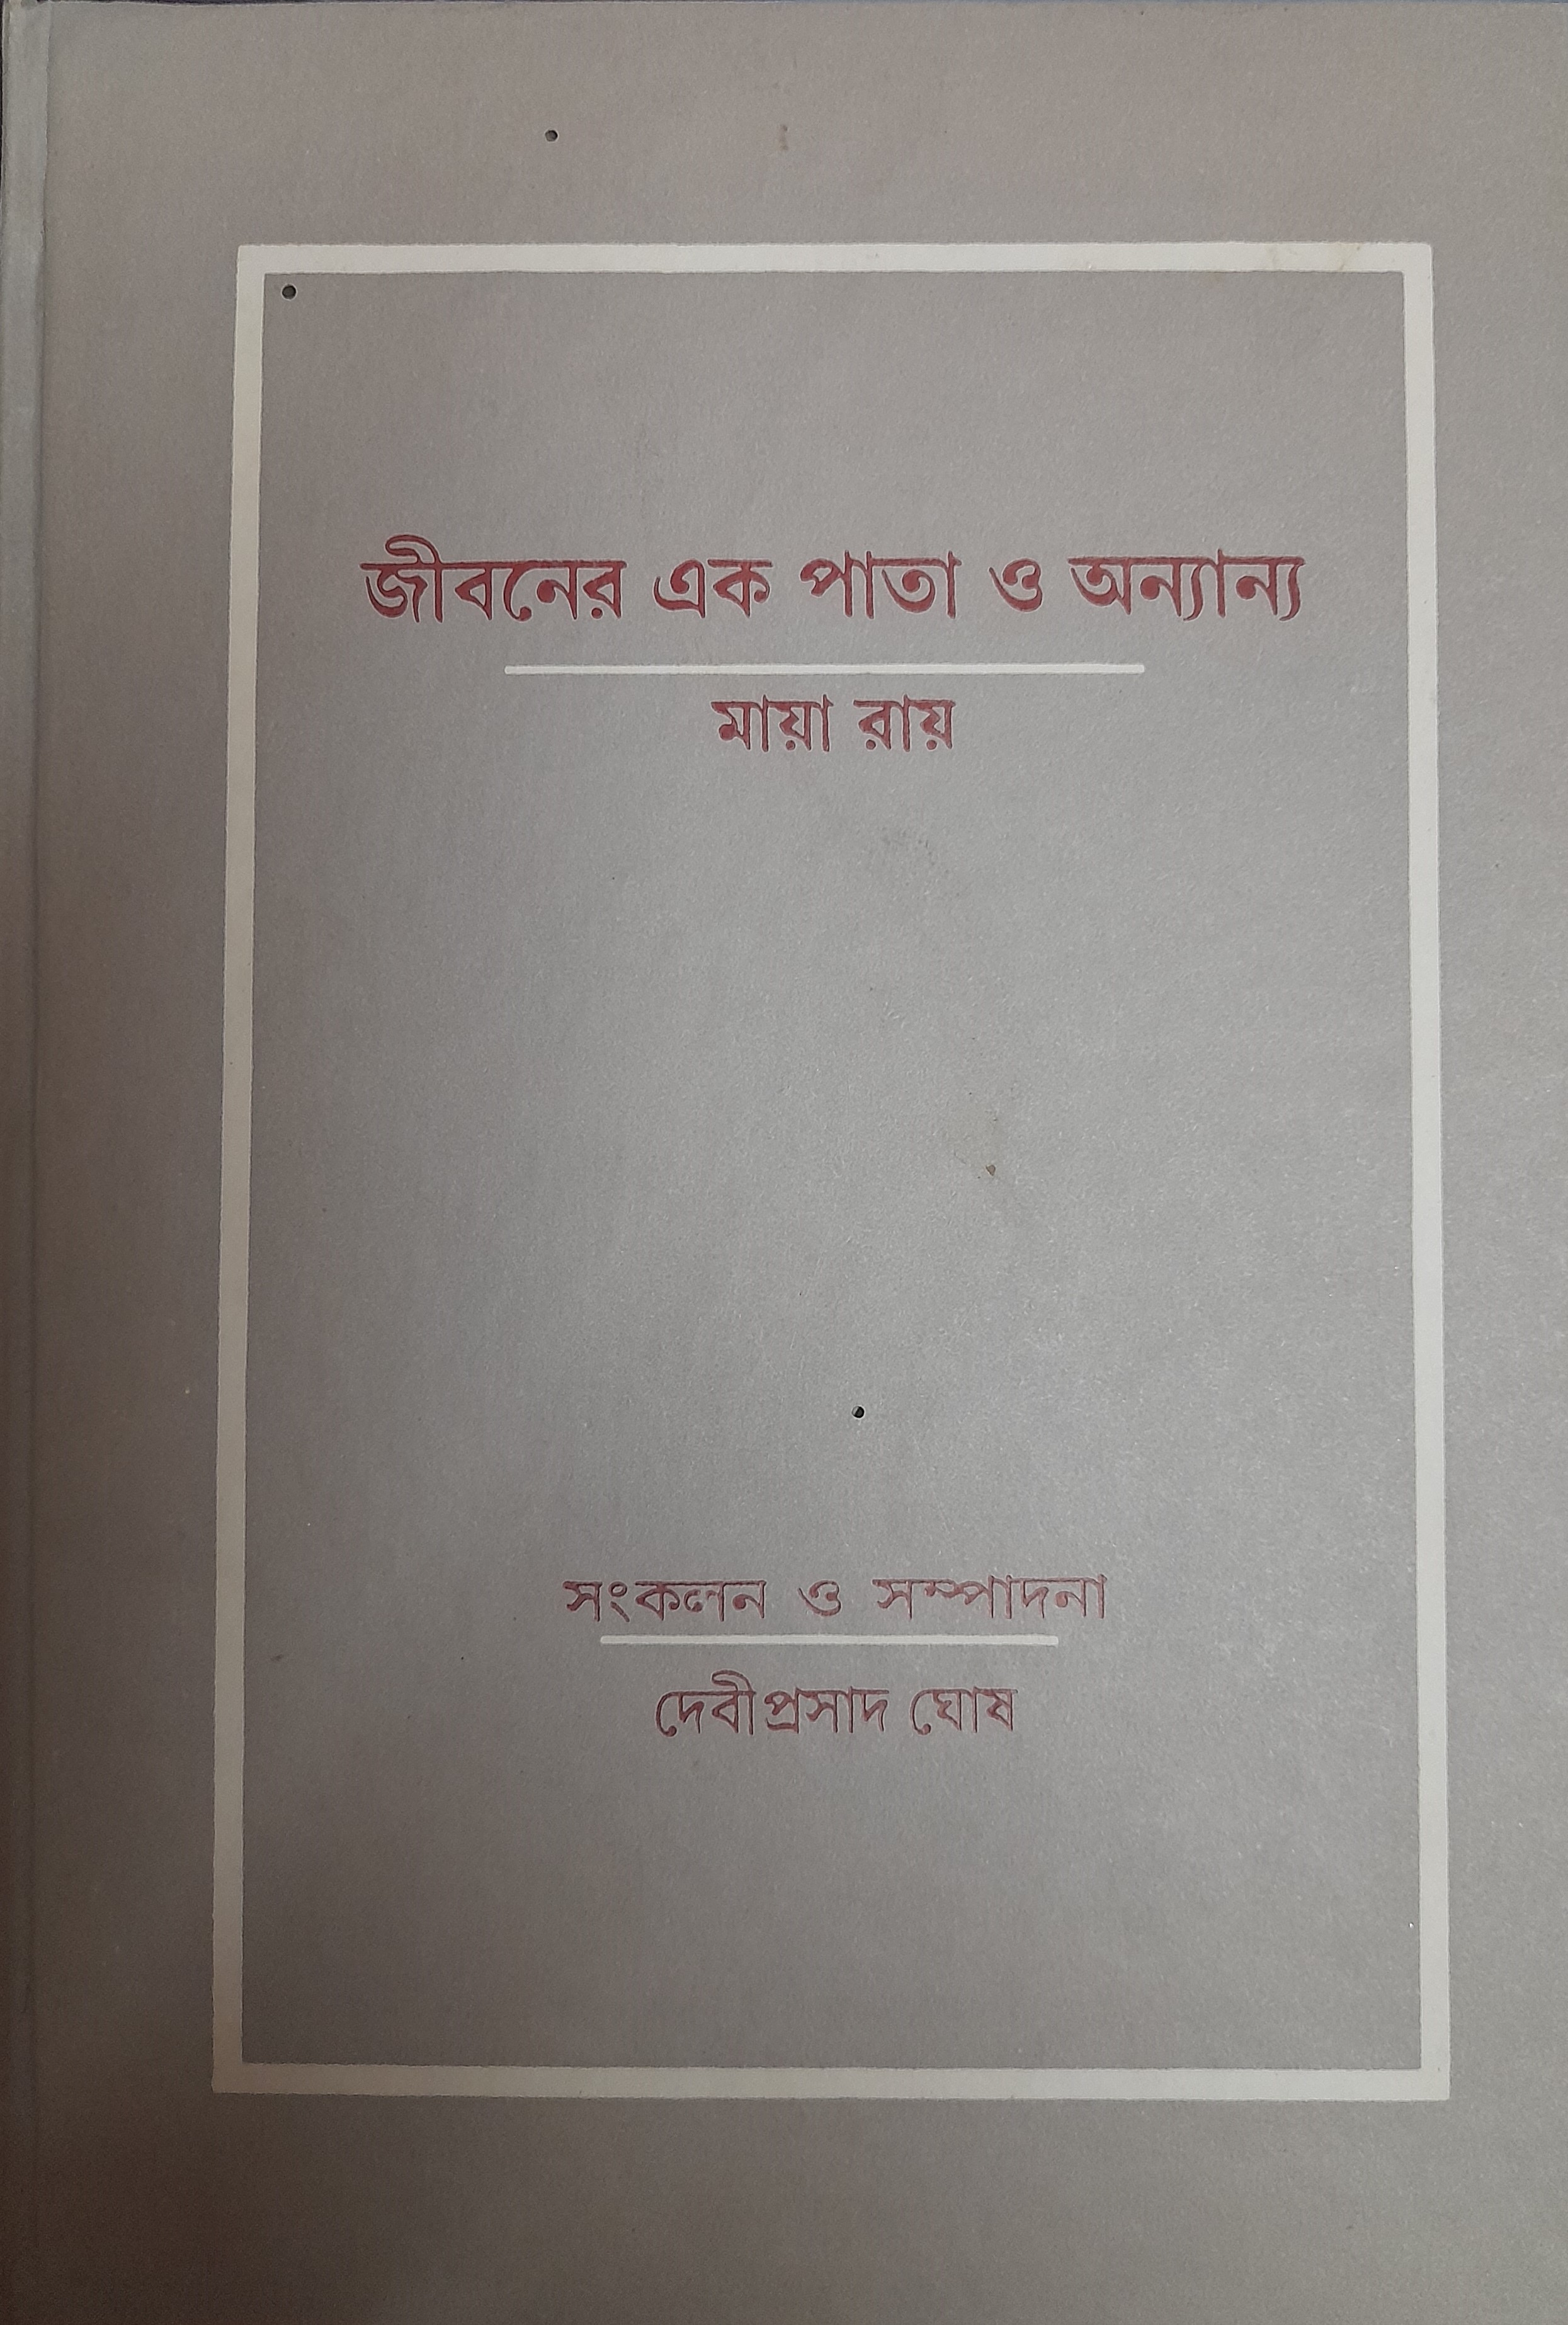 জীবনের এক পাতা ও অন্যান্য
মায়া রায়
সংকলন ও সম্পাদনা
দেবীপ্রসাদ ঘোষ